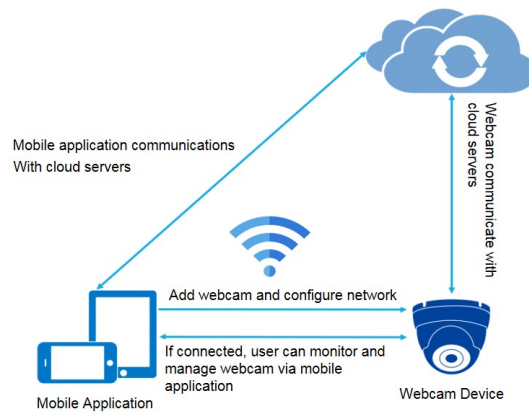 Mobile application communications
With cloud servers
Webcam communicate with
cloud servers
Add webcam and configure network
If connected, user can monitor and
manage webcam via mobile
application
Mobile Application
Webcam Device